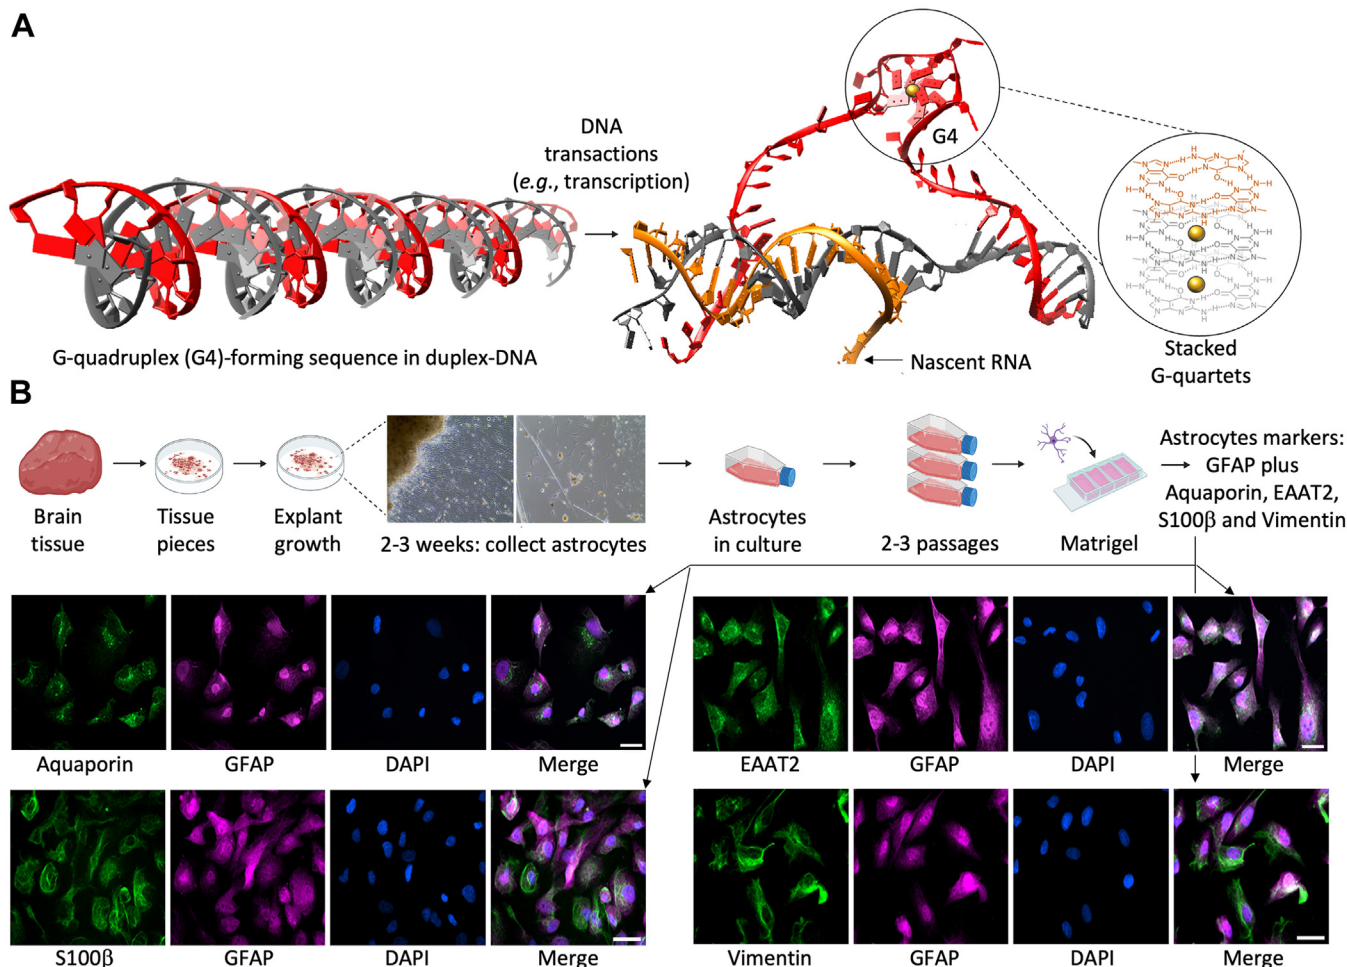 A
DNA
transactions
(e.g., transcription)
G4
G-quadruplex (G4)-forming sequence in duplex-DNA
Nascent RNA
Stacked
G-quartets
B
Brain
tissue
Tissue
pieces
Explant
growth
2-3 weeks: collect astrocytes
Astrocytes
in culture
2-3 passages
Matrigel
Astrocytes markers:
GFAP plus
Aquaporin, EAAT2,
S100β and Vimentin
Aquaporin GFAP DAPI Merge
EAAT2 GFAP DAPI Merge
S100β GFAP DAPI Merge
Vimentin GFAP DAPI Merge